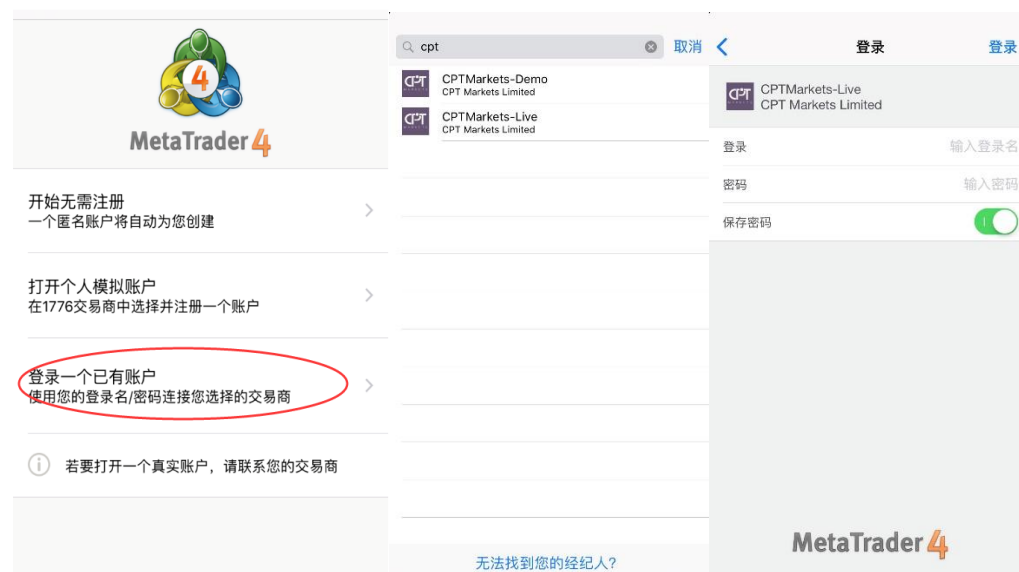 4
MetaTrader 4
开始无需注册
一个匿名账户将自动为您创建
打开个人模拟账户
在1776交易商中选择并注册一个账户
登录一个已有账户
使用您的登录名/密码连接您选择的交易商
若要打开一个真实账户，请联系您的交易商
cpt
取消
CPT
CPTMarkets-Demo
CPT Markets Limited
CPT
CPTMarkets-Live
CPT Markets Limited
无法找到您的经纪人?
登录
登录
CPT
CPTMarkets-Live
CPT Markets Limited
登录
输入登录名
密码
输入密码
保存密码
MetaTrader 4